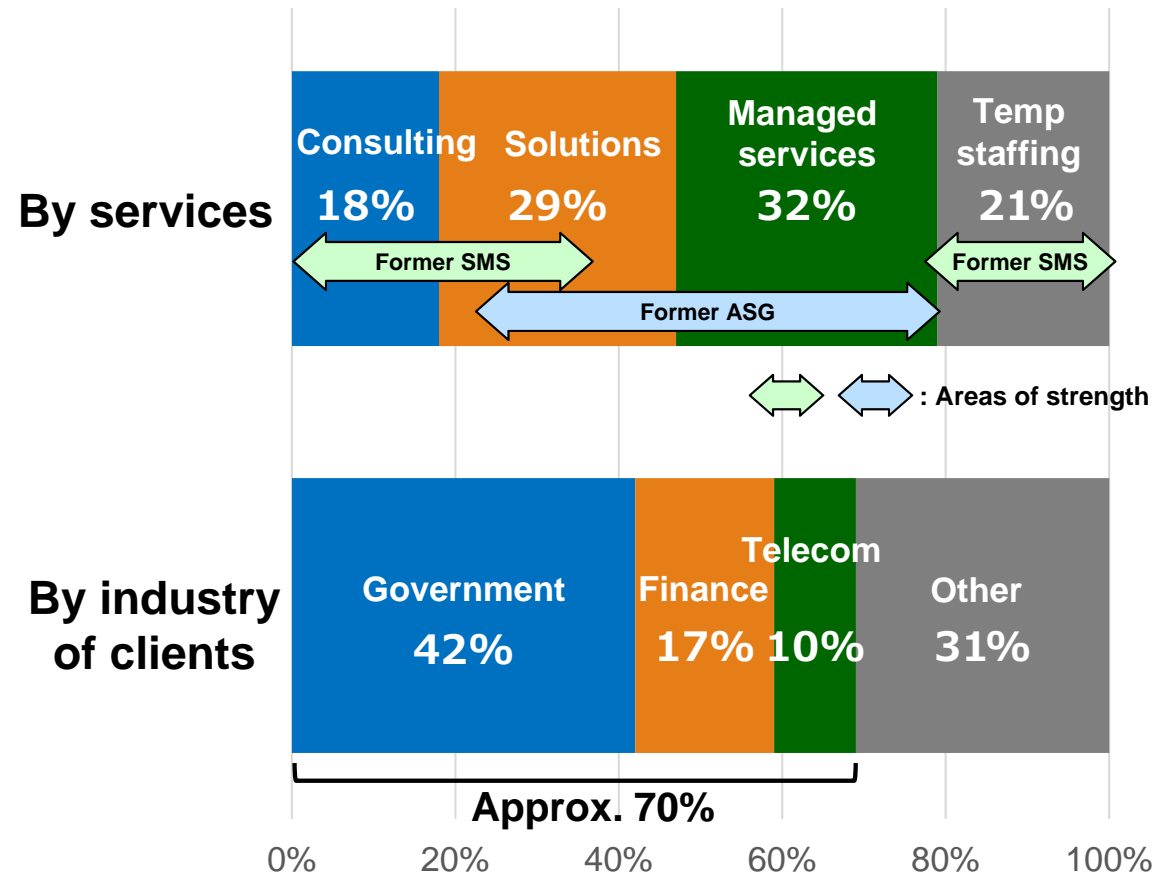 By services
Consulting
18%
Solutions
29%
Managed
services
32%
Temp
staffing
21%
Former SMS
Former SMS
Former ASG
: Areas of strength
By industry
of clients
Government
42%
Finance
17%
Telecom
10%
Other
31%
Approx. 70%
0% 20% 40% 60% 80% 100%